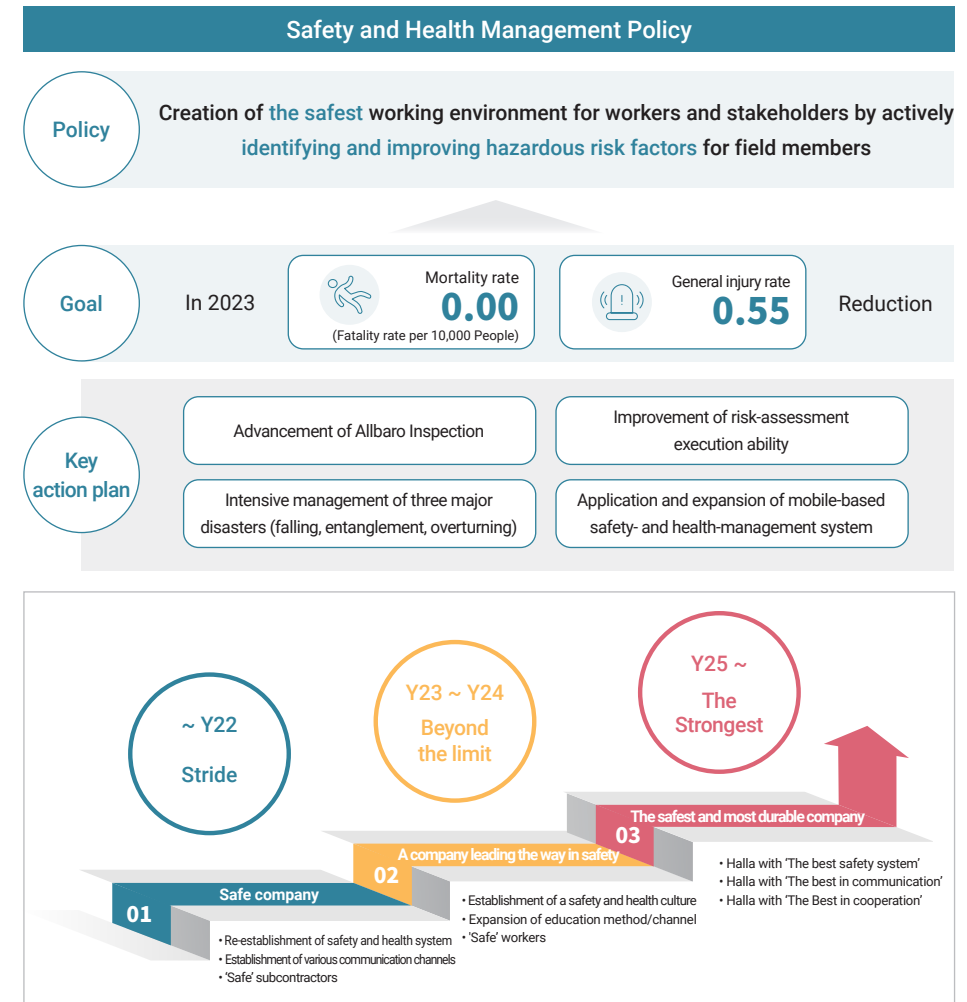 Safety and Health Management Policy
Policy
Creation of the safest working environment for workers and stakeholders by actively
identifying and improving hazardous risk factors for field members
Goal
In 2023
Mortality rate
0.00
(Fatality rate per 10,000 People)
!
General injury rate
0.55
Reduction
Key
action plan
Advancement of Allbaro Inspection
Improvement of risk-assessment
execution ability
Intensive management of three major
disasters (falling, entanglement, overturning)
Application and expansion of mobile-based
safety- and health-management system
~ Y22
Stride
Y23 ~ Y24
Beyond
the limit
Y25 ~
The
Strongest
01
Safe company
• Re-establishment of safety and health system
• Establishment of various communication channels
• ‘Safe’ subcontractors
02
A company leading the way in safety
• Establishment of a safety and health culture
• Expansion of education method/channel
• 'Safe’ workers
03
The safest and most durable company
• Halla with ‘The best safety system’
• Halla with ‘The best in communication’
• Halla with ‘The Best in cooperation’